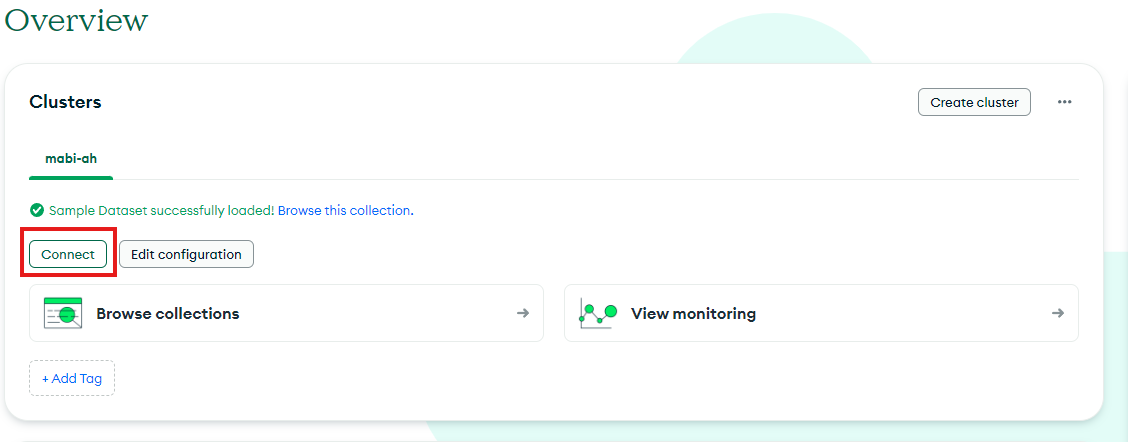 Overview
Clusters
Create cluster
mabi-ah
Sample Dataset successfully loaded! Browse this collection.
Connect Edit configuration
Browse collections View monitoring
+ Add Tag